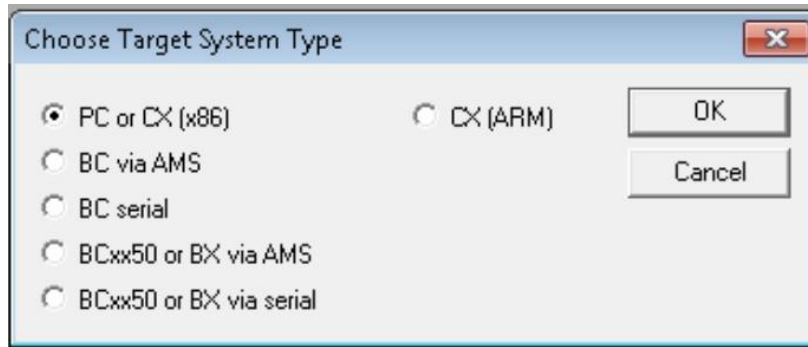 Choose Target System Type
PC or CX (x86)
CX (ARM)
OK
BC via AMS
Cancel
BC serial
BCxx50 or BX via AMS
BCxx50 or BX via serial